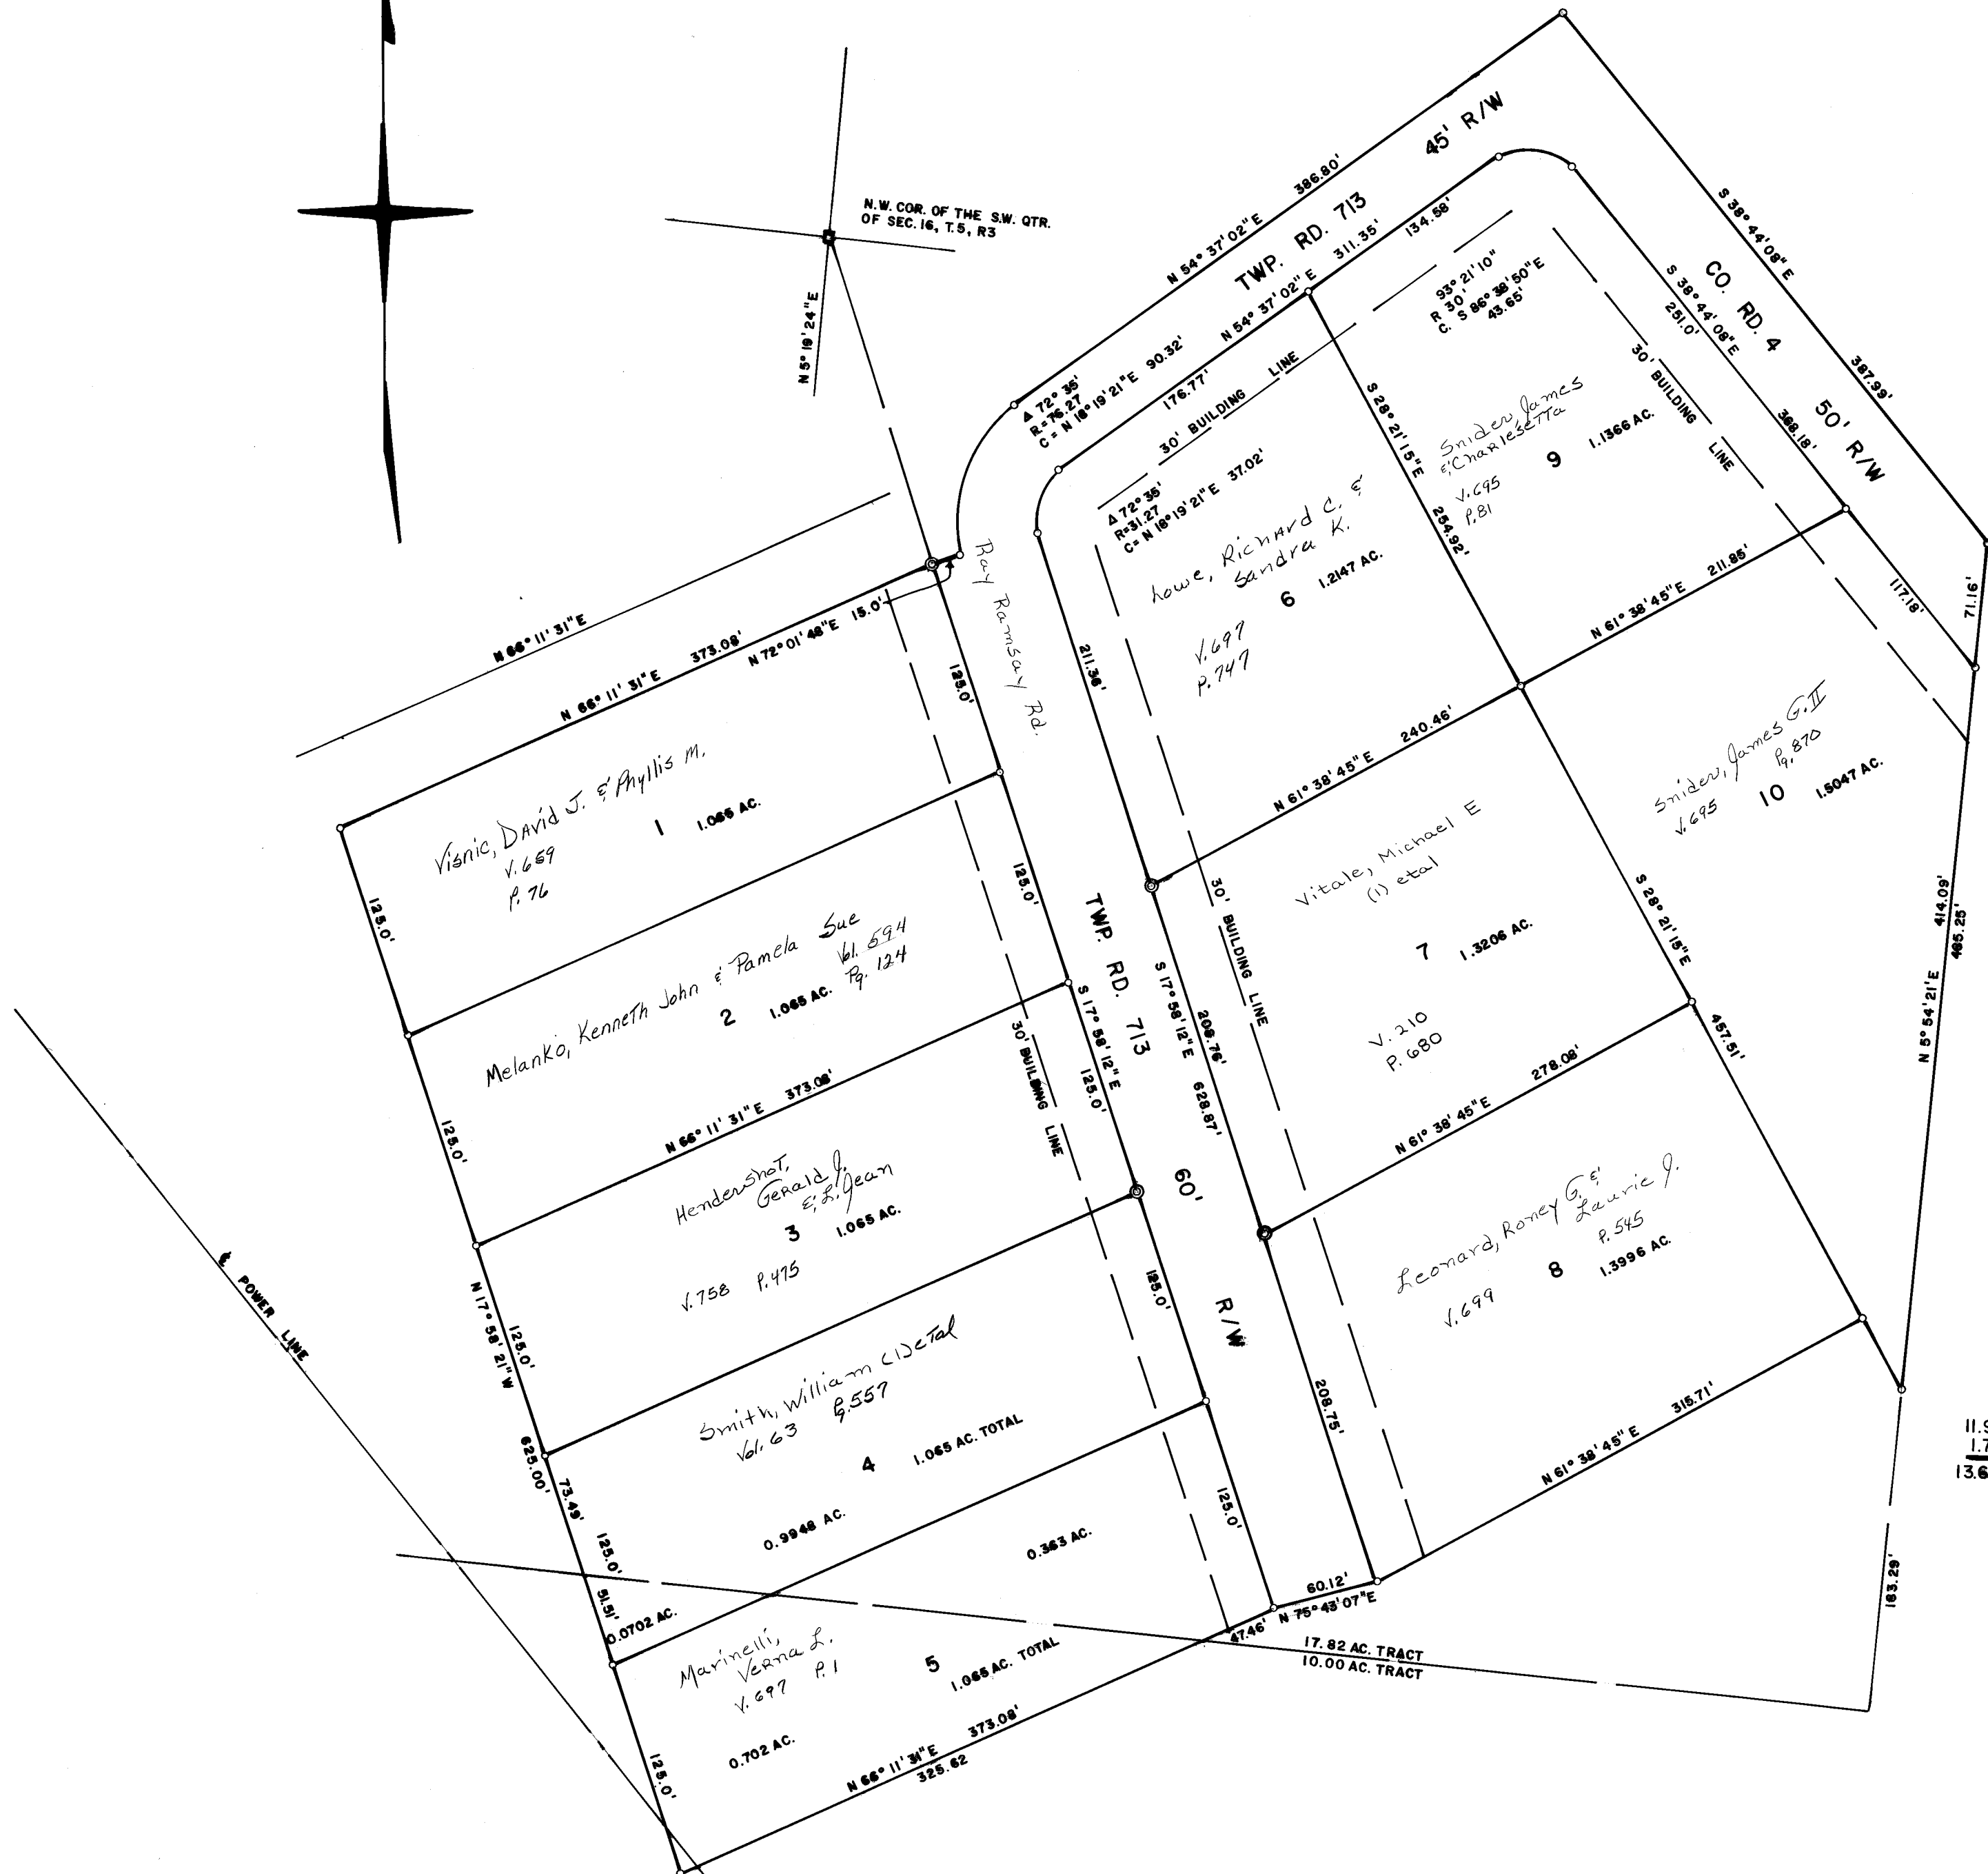 N.W. COR. OF THE S.W. QTR.
OF SEC. 16, T. 5, R3
N 5° 19' 24" E
386.80'
N 54° 37' 02" E
45' R/W
TWP. RD. 713
N 54° 37' 02" E 311.35'
134.58'
176.77'
Δ 72° 35'
R=76.27
C = N 18° 19' 21" E 90.32'
30' BUILDING LINE
93° 21' 10"
R 30'
C. S 86° 38' 50" E
43.65'
S 38° 44' 08" E
387.99'
CO. RD. 4
50' R/W
S 38° 44' 08" E
251.0'
368.18'
117.18'
71.16'
30' BUILDING LINE
Δ 72° 35'
R=31.27
C= N 18° 19' 21" E 37.02'
Lowe, Richard C. &
Sandra K.
6 1.2147 AC.
V. 697
P. 747
S 28° 21' 15" E
254.92'
Snider, James
& Charlesetta
9 1.1366 AC.
V. 695
P. 81
N 61° 38' 45" E 211.85'
N 66° 11' 31" E
N 66° 11' 31" E 373.08'
N 72° 01' 48" E 15.0'
Ray Ramsay Rd.
125.0'
211.36'
N 61° 38' 45" E 240.46'
Visnic, David J. & Phyllis M.
V. 659
P. 76
1 1.065 AC.
125.0'
125.0'
Melanko, Kenneth John & Pamela Sue
Vol. 594
Pg. 124
2 1.065 AC.
125.0'
N 66° 11' 31" E 373.08'
TWP. RD. 713
S 17° 58' 12" E
125.0'
30' BUILDING LINE
S 17° 58' 12" E
208.76'
628.87'
30' BUILDING LINE
Vitale, Michael E
(1) etal
7 1.3206 AC.
V. 210
P. 680
N 61° 38' 45" E 278.08'
Snider, James G. II
V. 695 Pg. 870
10 1.5047 AC.
S 28° 21' 15" E
457.51'
414.09'
485.25'
N 5° 54' 21" E
Hendershot,
Gerald J.
& L. Jean
3 1.065 AC.
V. 758 P. 475
60'
R/W
Leonard, Roney G. &
Laurie J.
V. 699 P. 545
8 1.3996 AC.
208.75'
N 61° 38' 45" E 315.71'
℄ POWER LINE
N 17° 58' 21" W
125.0'
625.00'
125.0'
Smith, William (1) etal
Vol. 63 Pg. 557
4 1.065 AC. TOTAL
0.9948 AC.
73.49'
125.0'
51.51'
0.0702 AC.
125.0'
0.363 AC.
Marinelli,
Verna L.
V. 697 P. 1
5
1.065 AC. TOTAL
0.702 AC.
125.0'
N 66° 11' 31" E 373.08'
325.62
47.46'
60.12'
N 75° 43' 07" E
17.82 AC. TRACT
10.00 AC. TRACT
163.29'
11.9
1.7
13.6